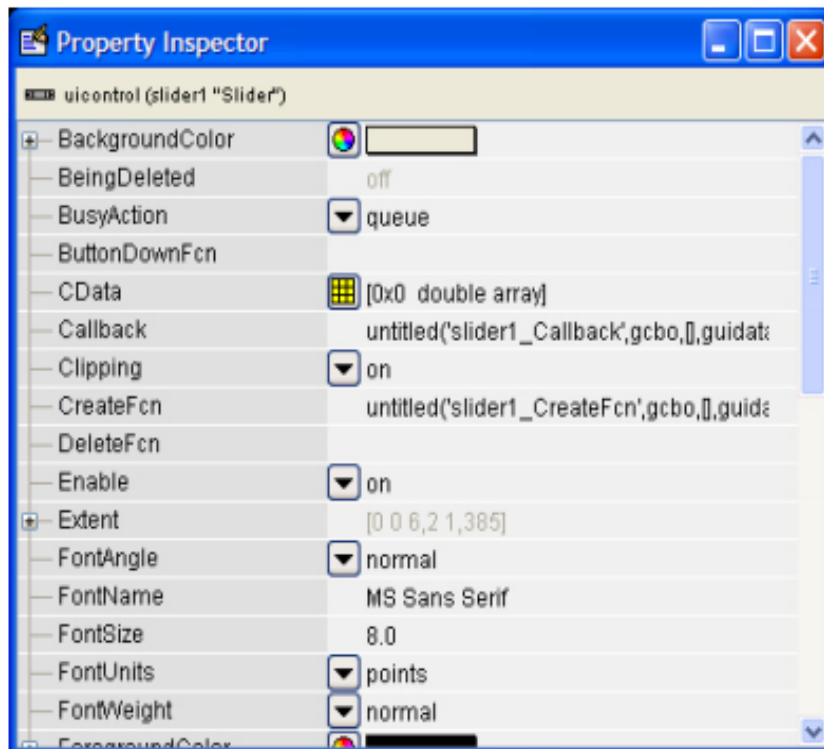 Property Inspector
uicontrol (slider1 "Slider")
BackgroundColor
BeingDeleted off
BusyAction queue
ButtonDownFcn
CData [0x0 double array]
Callback untitled('slider1_Callback',gcbo,[],guidata
Clipping on
CreateFcn untitled('slider1_CreateFcn',gcbo,[],guida
DeleteFcn
Enable on
Extent [0 0 6,2 1,385]
FontAngle normal
FontName MS Sans Serif
FontSize 8.0
FontUnits points
FontWeight normal
ForegroundColor